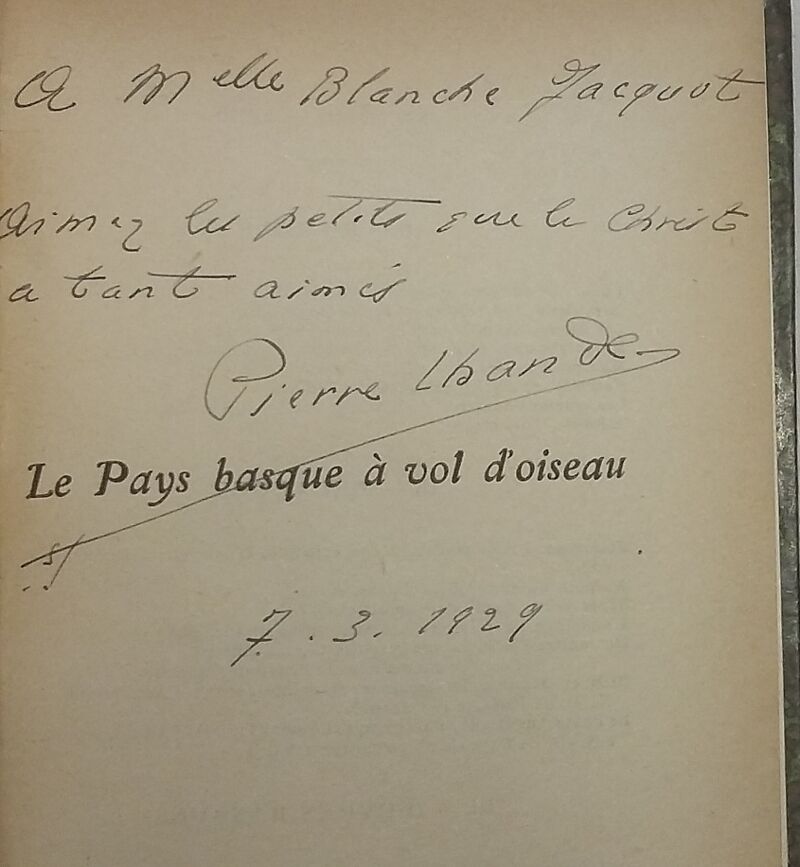 A Melle Blanche Jacquot
Aimez les petits que le Christ
a tant aimés
Pierre Lhande
Le Pays basque à vol d'oiseau
sj
7.3.1929